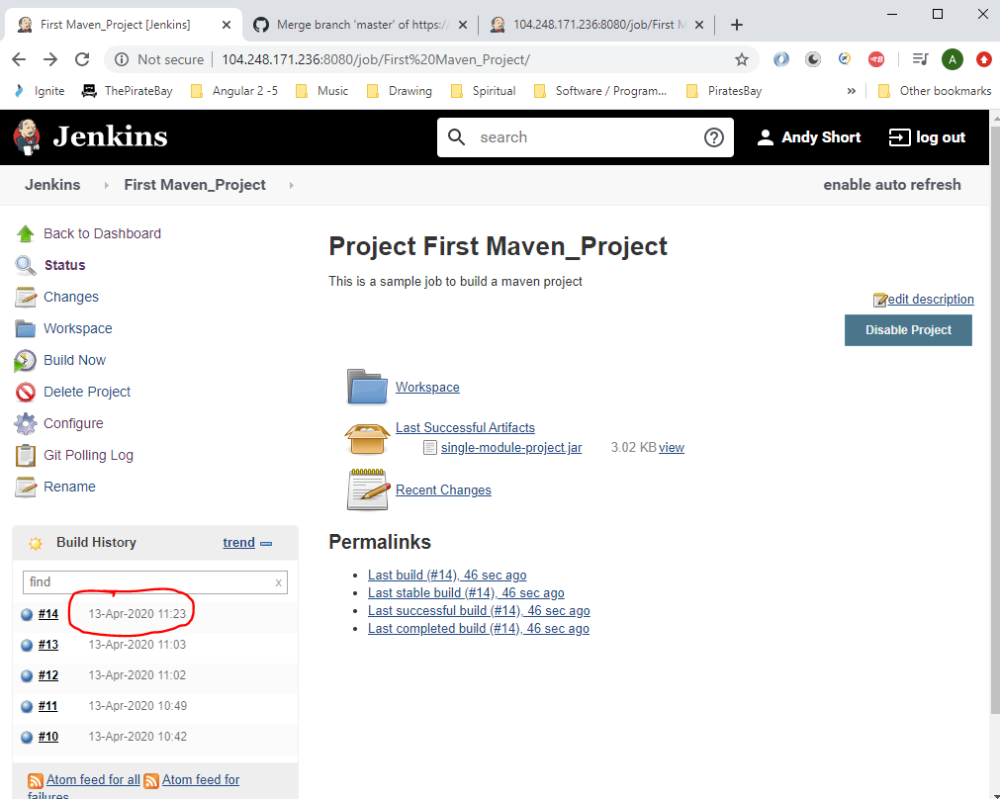 First Maven_Project [Jenkins]
Merge branch 'master' of https://
104.248.171.236:8080/job/First M
Not secure
104.248.171.236:8080/job/First%20Maven_Project/
A
Ignite
ThePirateBay
Angular 2 -5
Music
Drawing
Spiritual
Software / Program...
PiratesBay
»
Other bookmarks
Jenkins
search
Andy Short
log out
Jenkins
First Maven_Project
enable auto refresh
Back to Dashboard
Status
Changes
Workspace
Build Now
Delete Project
Configure
Git Polling Log
Rename
Build History
trend
find
x
#14 13-Apr-2020 11:23
#13 13-Apr-2020 11:03
#12 13-Apr-2020 11:02
#11 13-Apr-2020 10:49
#10 13-Apr-2020 10:42
Atom feed for all
Atom feed for
failures
Project First Maven_Project
This is a sample job to build a maven project
edit description
Disable Project
Workspace
Last Successful Artifacts
single-module-project.jar 3.02 KB view
Recent Changes
Permalinks
Last build (#14), 46 sec ago
Last stable build (#14), 46 sec ago
Last successful build (#14), 46 sec ago
Last completed build (#14), 46 sec ago